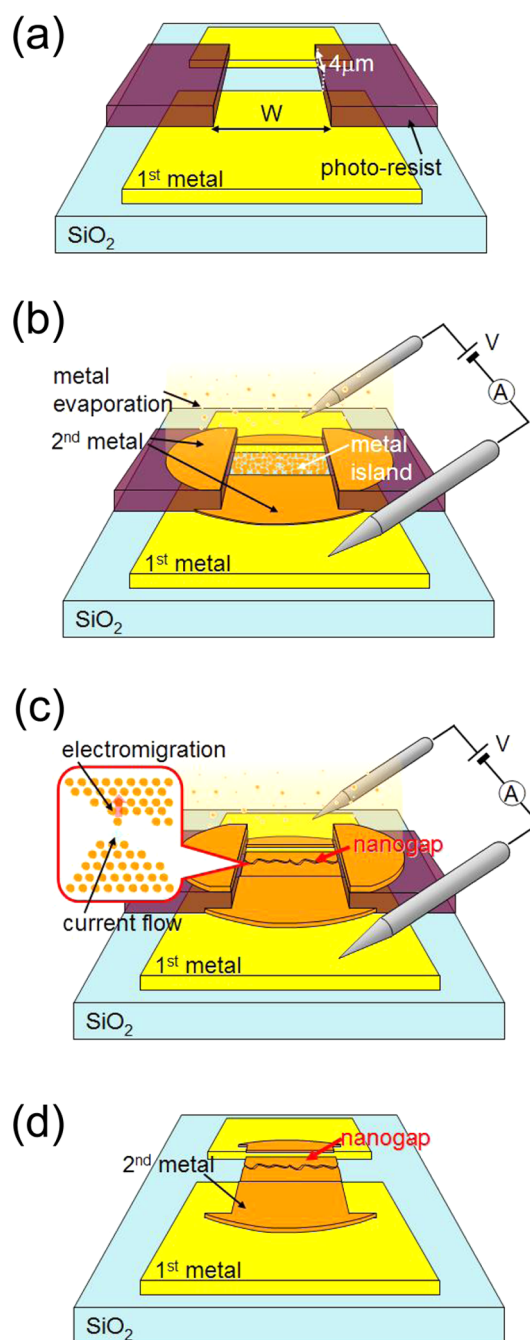 (a)
4μm
W
photo-resist
1st metal
SiO2
(b)
V
metal
evaporation
A
2nd metal
metal
island
1st metal
SiO2
(c)
electromigration
V
A
nanogap
current flow
1st metal
SiO2
(d)
nanogap
2nd metal
1st metal
SiO2